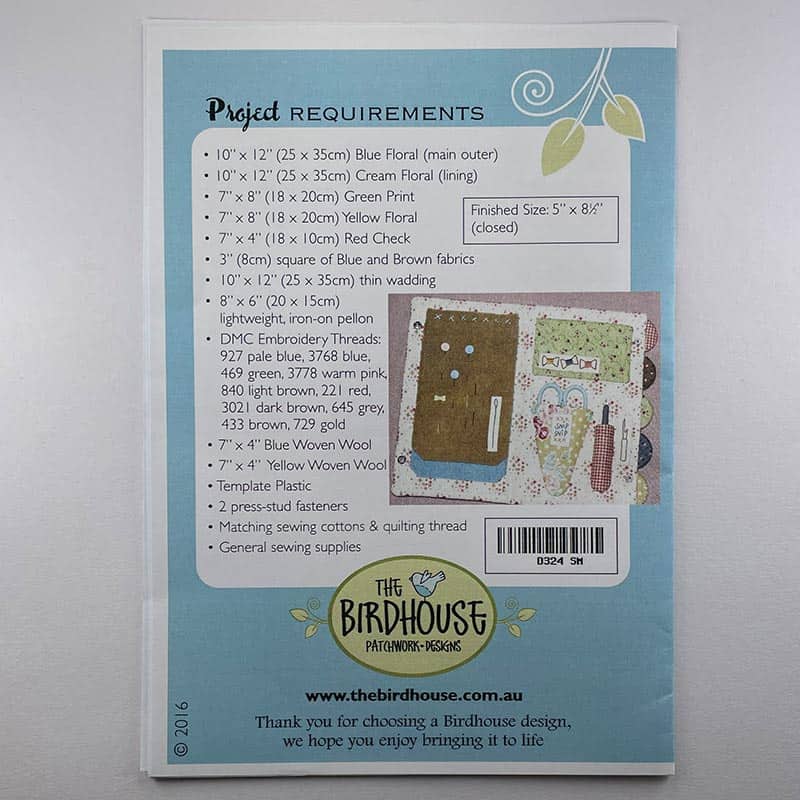 Project REQUIREMENTS
• 10" x 12" (25 x 35cm) Blue Floral (main outer)
• 10" x 12" (25 x 35cm) Cream Floral (lining)
• 7" x 8" (18 x 20cm) Green Print
• 7" x 8" (18 x 20cm) Yellow Floral
• 7" x 4" (18 x 10cm) Red Check
• 3" (8cm) square of Blue and Brown fabrics
• 10" x 12" (25 x 35cm) thin wadding
• 8" x 6" (20 x 15cm)
lightweight, iron-on pellon
• DMC Embroidery Threads:
927 pale blue, 3768 blue,
469 green, 3778 warm pink,
840 light brown, 221 red,
3021 dark brown, 645 grey,
433 brown, 729 gold
• 7" x 4" Blue Woven Wool
• 7" x 4" Yellow Woven Wool
• Template Plastic
• 2 press-stud fasteners
• Matching sewing cottons & quilting thread
• General sewing supplies
Finished Size: 5" x 8½"
(closed)
SNIP
SNIP
D324 SM
THE
BIRDHOUSE
PATCHWORK•DESIGNS
www.thebirdhouse.com.au
Thank you for choosing a Birdhouse design,
we hope you enjoy bringing it to life
© 2016